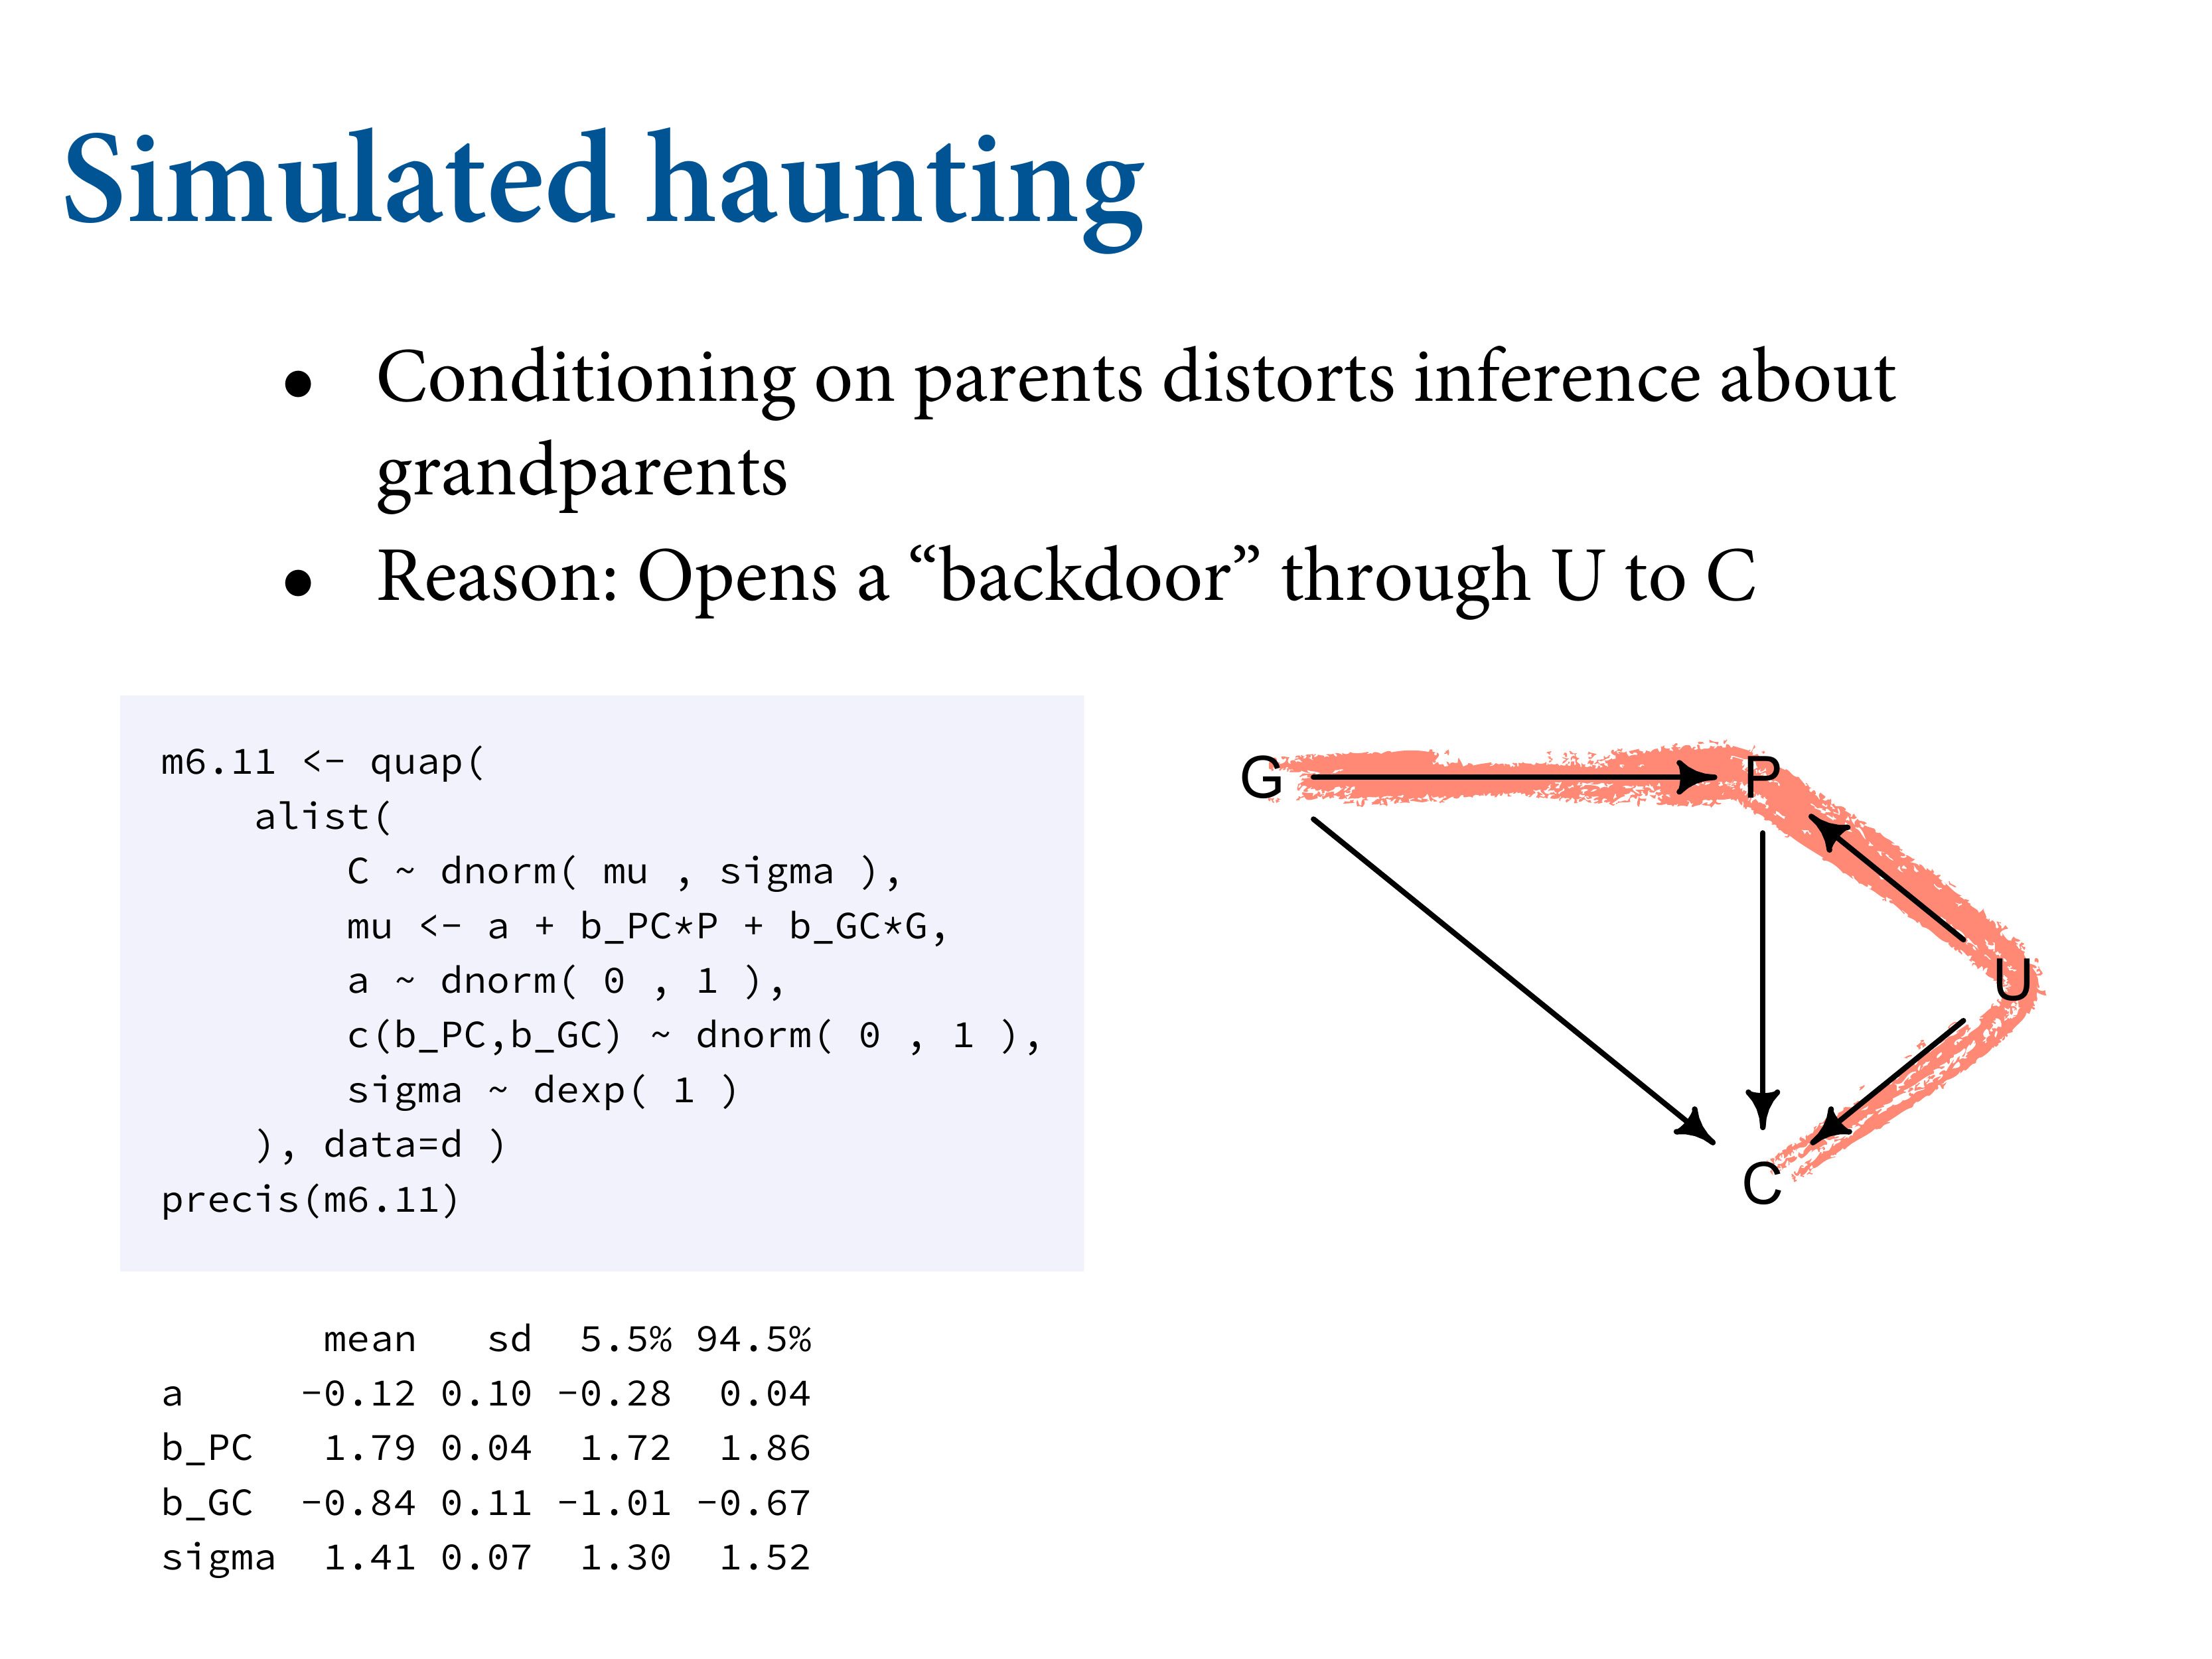 Simulated haunting
• Conditioning on parents distorts inference about
grandparents
• Reason: Opens a “backdoor” through U to C
m6.11 <- quap(
    alist(
        C ~ dnorm( mu , sigma ),
        mu <- a + b_PC*P + b_GC*G,
        a ~ dnorm( 0 , 1 ),
        c(b_PC,b_GC) ~ dnorm( 0 , 1 ),
        sigma ~ dexp( 1 )
    ), data=d )
precis(m6.11)
       mean   sd  5.5% 94.5%
a     −0.12 0.10 −0.28  0.04
b_PC   1.79 0.04  1.72  1.86
b_GC  −0.84 0.11 −1.01 −0.67
sigma  1.41 0.07  1.30  1.52
G P
U
C